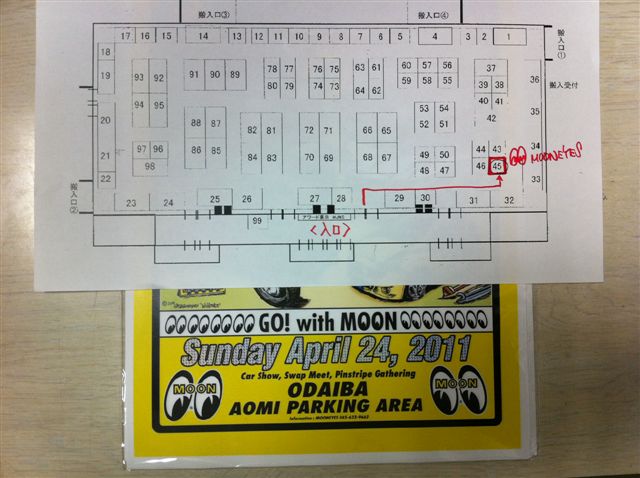 搬入口③ 搬入口④
17 16 15 14 13 12 11 10 9 8 7 6 5 4 3 2 1
搬入口①
18
19
20
21
22
93 92
94 95
97 96
98
91 90 89
88 87
86 85
78 77
80 79
82 81
84 83
76 75
74 73
72 71
70 69
63 61
64 62
66 65
68 67
60 57 56
59 58 55
54 53
52 51
50 49
48 47
37
39 38
40 41
42
44 43
46 45
MOONEYES
36
搬入受付
35
34
33
搬入口②
23 24 25 26 27 28 29 30 31 32
99
<入口>
GO! with MOON
Sunday April 24, 2011
Car Show, Swap Meet, Pinstripe Gathering
MOON ODAIBA MOON
AOMI PARKING AREA
Information : MOONEYES 045-623-9662